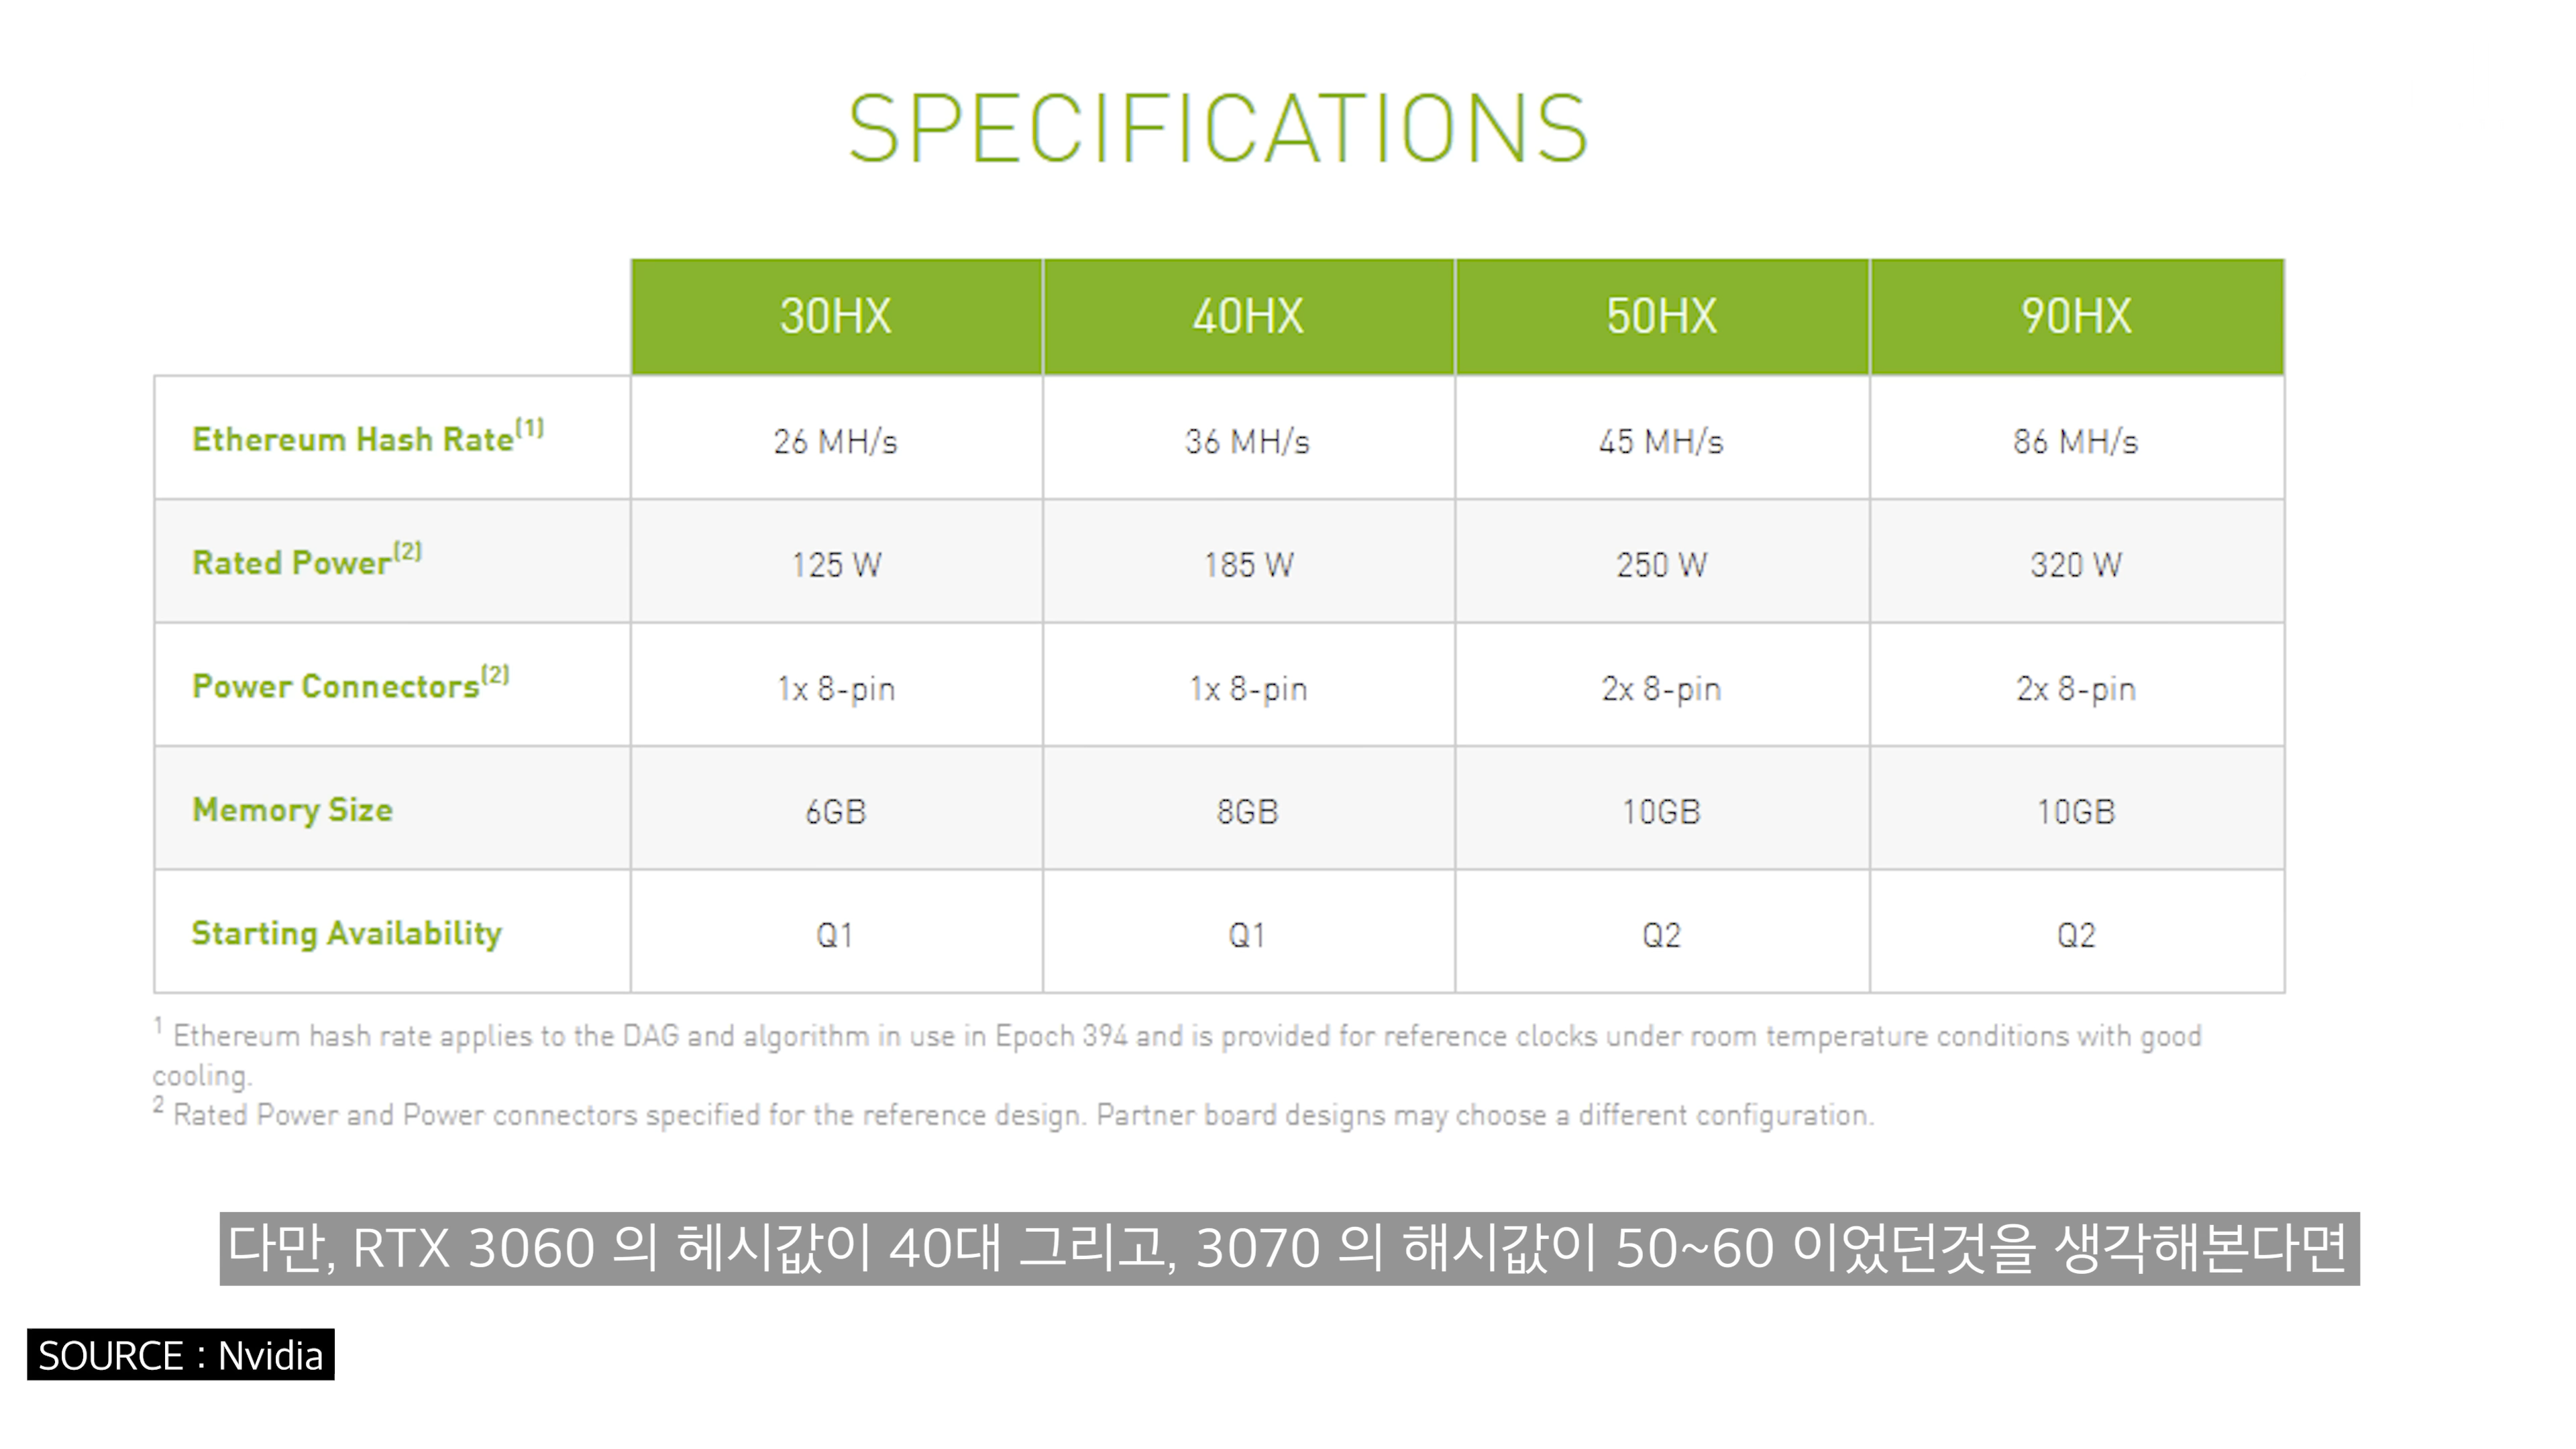 SPECIFICATIONS
30HX 40HX 50HX 90HX
Ethereum Hash Rate(1) 26 MH/s 36 MH/s 45 MH/s 86 MH/s
Rated Power(2) 125 W 185 W 250 W 320 W
Power Connectors(2) 1x 8-pin 1x 8-pin 2x 8-pin 2x 8-pin
Memory Size 6GB 8GB 10GB 10GB
Starting Availability Q1 Q1 Q2 Q2
1 Ethereum hash rate applies to the DAG and algorithm in use in Epoch 394 and is provided for reference clocks under room temperature conditions with good
cooling.
2 Rated Power and Power connectors specified for the reference design. Partner board designs may choose a different configuration.
다만, RTX 3060 의 헤시값이 40대 그리고, 3070 의 해시값이 50~60 이었던것을 생각해본다면
SOURCE : Nvidia